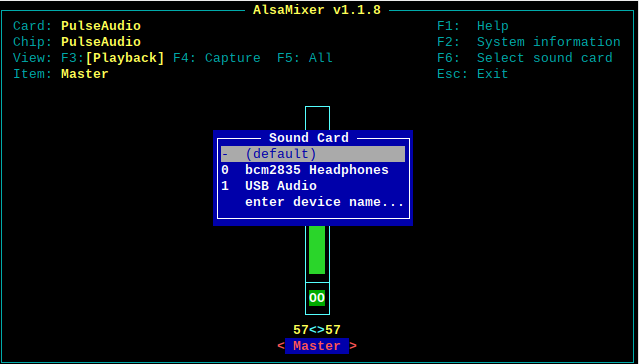 AlsaMixer v1.1.8
Card: PulseAudio F1: Help
Chip: PulseAudio F2: System information
View: F3:[Playback] F4: Capture F5: All F6: Select sound card
Item: Master Esc: Exit
Sound Card
- (default)
0 bcm2835 Headphones
1 USB Audio
enter device name...
OO
57<>57
< Master >